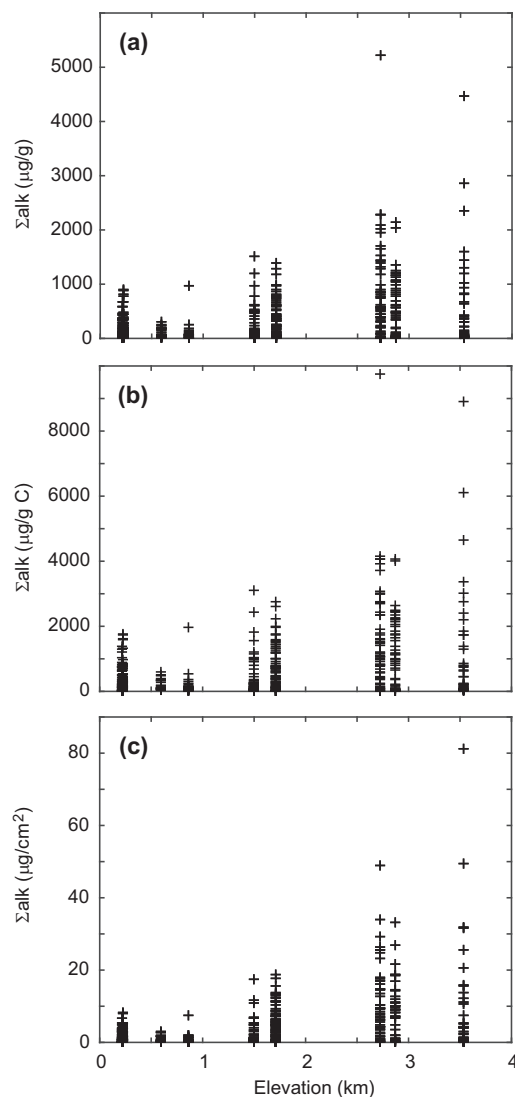 (a)
5000
4000
3000
2000
1000
0
Σalk (μg/g)
(b)
8000
6000
4000
2000
0
Σalk (μg/g C)
(c)
80
60
40
20
0
Σalk (μg/cm²)
0 1 2 3 4
Elevation (km)